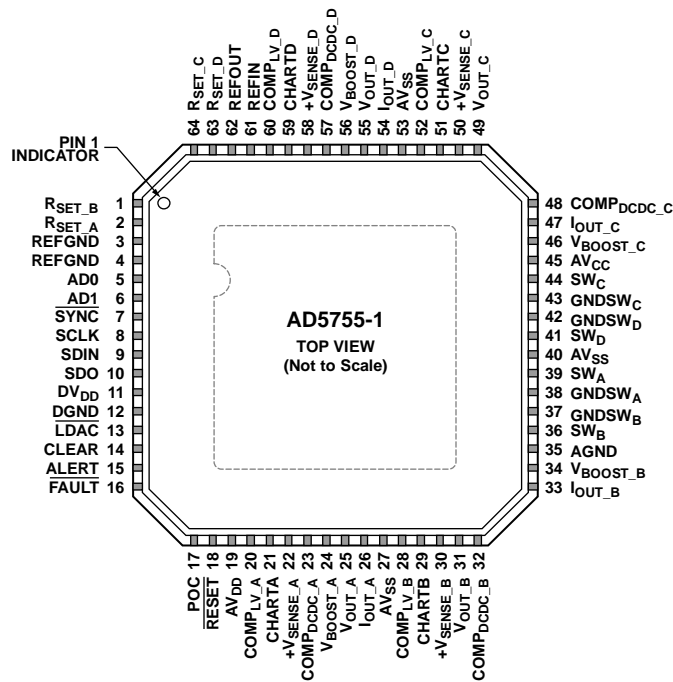 64 RSET_C
63 RSET_D
62 REFOUT
61 REFIN
60 COMPLV_D
59 CHARTD
58 +VSENSE_D
57 COMPDCDC_D
56 VBOOST_D
55 VOUT_D
54 IOUT_D
53 AVSS
52 COMPLV_C
51 CHARTC
50 +VSENSE_C
49 VOUT_C
PIN 1
INDICATOR
RSET_B 1
RSET_A 2
REFGND 3
REFGND 4
AD0 5
AD1 6
SYNC 7
SCLK 8
SDIN 9
SDO 10
DVDD 11
DGND 12
LDAC 13
CLEAR 14
ALERT 15
FAULT 16
AD5755-1
TOP VIEW
(Not to Scale)
48 COMPDCDC_C
47 IOUT_C
46 VBOOST_C
45 AVCC
44 SWC
43 GNDSWC
42 GNDSWD
41 SWD
40 AVSS
39 SWA
38 GNDSWA
37 GNDSWB
36 SWB
35 AGND
34 VBOOST_B
33 IOUT_B
POC 17
RESET 18
AVDD 19
COMPLV_A 20
CHARTA 21
+VSENSE_A 22
COMPDCDC_A 23
VBOOST_A 24
VOUT_A 25
IOUT_A 26
AVSS 27
COMPLV_B 28
CHARTB 29
+VSENSE_B 30
VOUT_B 31
COMPDCDC_B 32